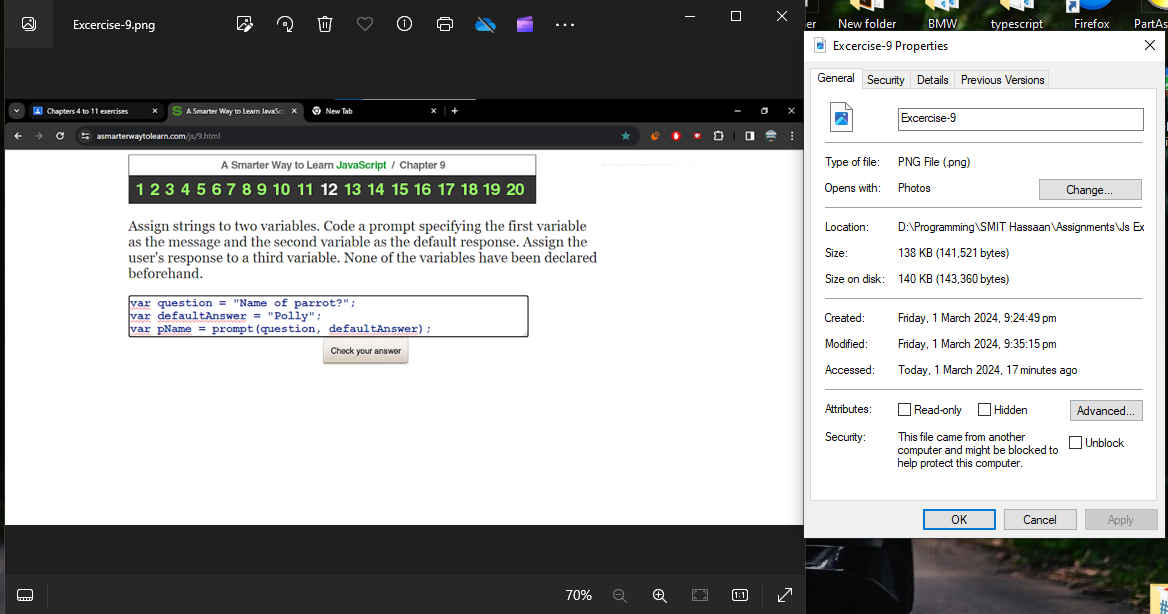 Excercise-9.png
Chapters 4 to 11 exercises
A Smarter Way to Learn JavaSc
New Tab
asmarterwaytolearn.com/js/9.html
A Smarter Way to Learn JavaScript / Chapter 9
1 2 3 4 5 6 7 8 9 10 11 12 13 14 15 16 17 18 19 20
Assign strings to two variables. Code a prompt specifying the first variable
as the message and the second variable as the default response. Assign the
user's response to a third variable. None of the variables have been declared
beforehand.
var question = "Name of parrot?";
var defaultAnswer = "Polly";
var pName = prompt(question, defaultAnswer);
Check your answer
70%
1:1
er
New folder
BMW
typescript
Firefox
PartAs
Excercise-9 Properties
General
Security
Details
Previous Versions
Excercise-9
Type of file: PNG File (.png)
Opens with: Photos
Change...
Location: D:\Programming\SMIT Hassaan\Assignments\Js Ex
Size: 138 KB (141,521 bytes)
Size on disk: 140 KB (143,360 bytes)
Created: Friday, 1 March 2024, 9:24:49 pm
Modified: Friday, 1 March 2024, 9:35:15 pm
Accessed: Today, 1 March 2024, 17 minutes ago
Attributes: Read-only Hidden Advanced...
Security: This file came from another
computer and might be blocked to
help protect this computer.
Unblock
OK
Cancel
Apply